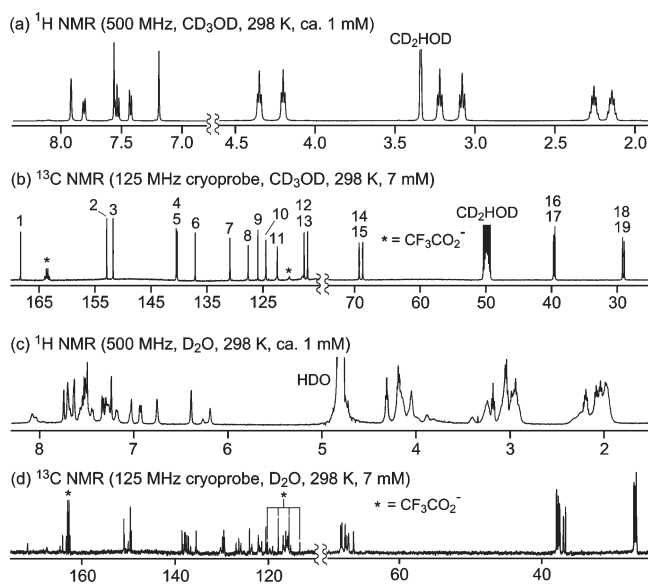 (a) ¹H NMR (500 MHz, CD₃OD, 298 K, ca. 1 mM)
CD₂HOD
8.0 7.5 7.0 4.5 4.0 3.5 3.0 2.5 2.0
(b) ¹³C NMR (125 MHz cryoprobe, CD₃OD, 298 K, 7 mM)
1 * 2 3 4 5 6 7 8 9 10 11 * 12 13 14 15 CD₂HOD 16 17 18 19
* = CF₃CO₂⁻
165 155 145 135 125 70 60 50 40 30
(c) ¹H NMR (500 MHz, D₂O, 298 K, ca. 1 mM)
HDO
8 7 6 5 4 3 2
(d) ¹³C NMR (125 MHz cryoprobe, D₂O, 298 K, 7 mM)
* * * = CF₃CO₂⁻
160 140 120 60 40